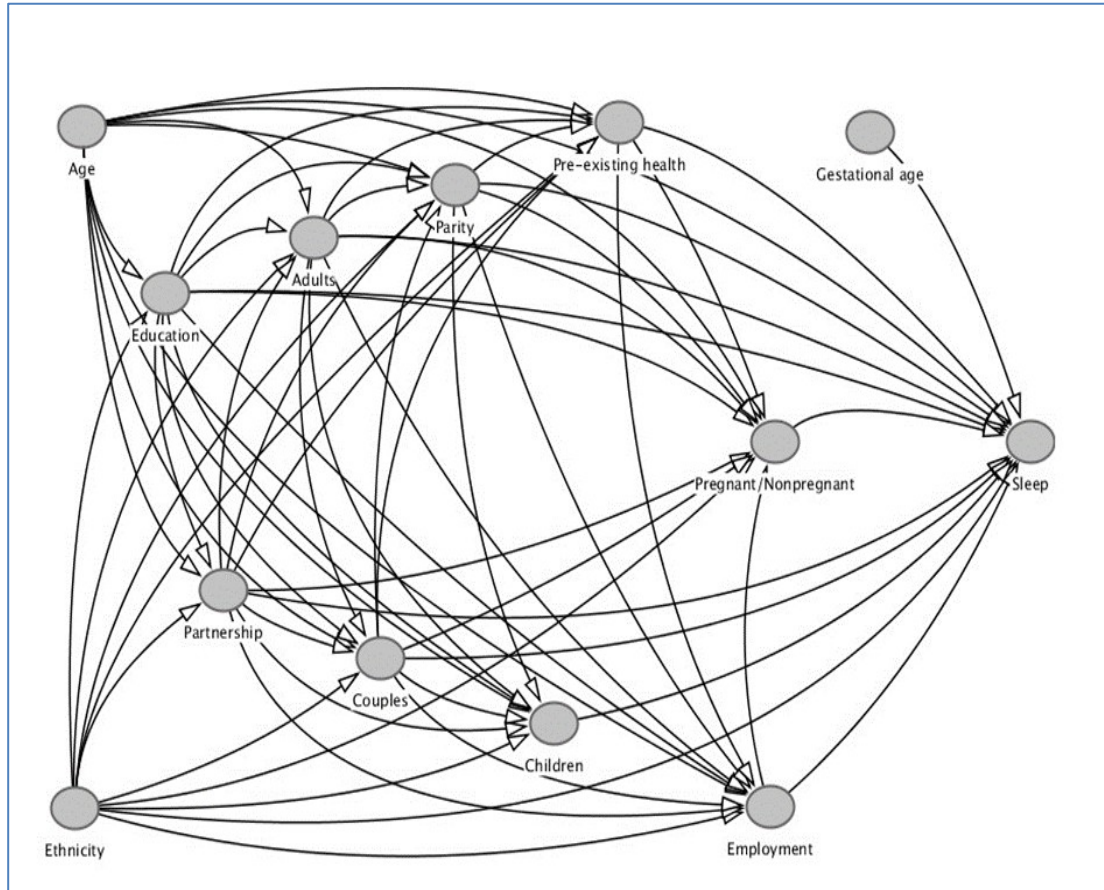 Age
Pre-existing health
Gestational age
Parity
Adults
Education
Pregnant/Nonpregnant
Sleep
Partnership
Couples
Children
Ethnicity
Employment